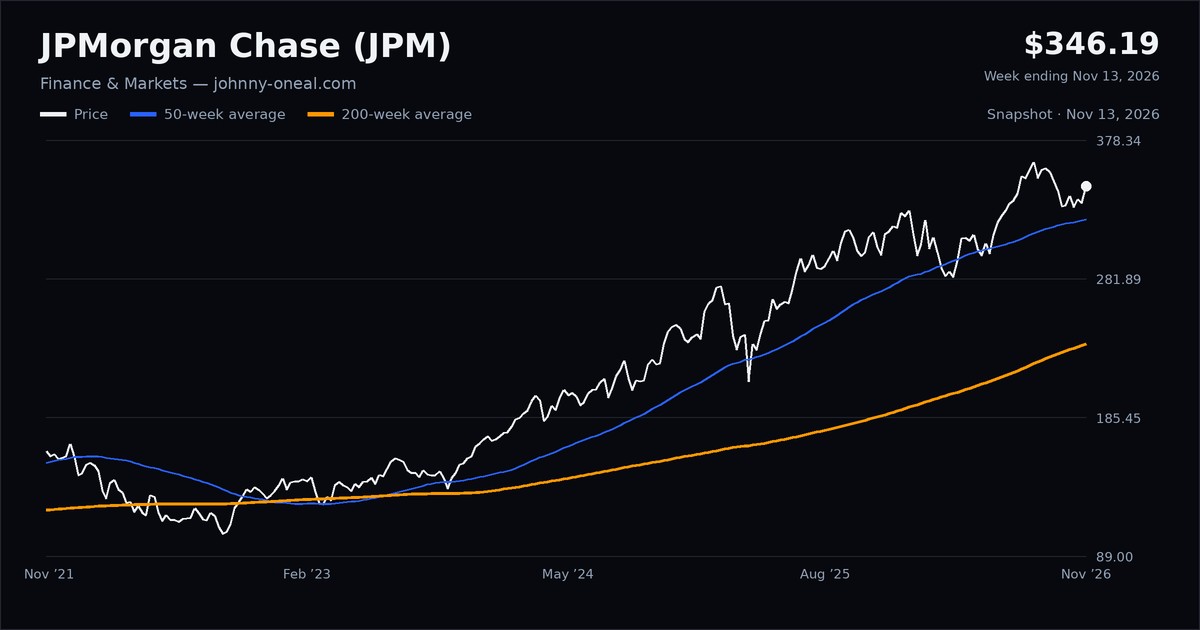 JPMorgan Chase (JPM)
$346.19
Finance & Markets — johnny-oneal.com
Week ending Nov 13, 2026
Price
50-week average
200-week average
Snapshot · Nov 13, 2026
378.34
281.89
185.45
89.00
Nov ’21
Feb ’23
May ’24
Aug ’25
Nov ’26